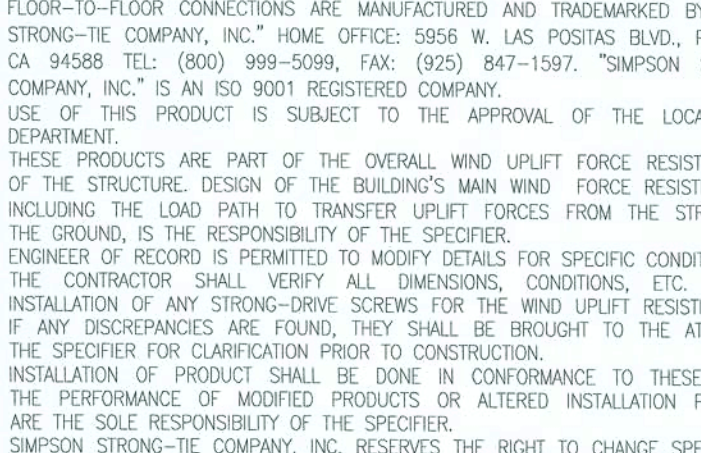 FLOOR-TO-FLOOR CONNECTIONS ARE MANUFACTURED AND TRADEMARKED BY
STRONG-TIE COMPANY, INC." HOME OFFICE: 5956 W. LAS POSITAS BLVD.,
CA 94588 TEL: (800) 999-5099, FAX: (925) 847-1597. "SIMPSON
COMPANY, INC." IS AN ISO 9001 REGISTERED COMPANY.
USE OF THIS PRODUCT IS SUBJECT TO THE APPROVAL OF THE LOCA
DEPARTMENT.
THESE PRODUCTS ARE PART OF THE OVERALL WIND UPLIFT FORCE RESIST
OF THE STRUCTURE. DESIGN OF THE BUILDING'S MAIN WIND FORCE RESIST
INCLUDING THE LOAD PATH TO TRANSFER UPLIFT FORCES FROM THE STR
THE GROUND, IS THE RESPONSIBILITY OF THE SPECIFIER.
ENGINEER OF RECORD IS PERMITTED TO MODIFY DETAILS FOR SPECIFIC CONDIT
THE CONTRACTOR SHALL VERIFY ALL DIMENSIONS, CONDITIONS, ETC.
INSTALLATION OF ANY STRONG-DRIVE SCREWS FOR THE WIND UPLIFT RESIST
IF ANY DISCREPANCIES ARE FOUND, THEY SHALL BE BROUGHT TO THE AT
THE SPECIFIER FOR CLARIFICATION PRIOR TO CONSTRUCTION.
INSTALLATION OF PRODUCT SHALL BE DONE IN CONFORMANCE TO THESE
THE PERFORMANCE OF MODIFIED PRODUCTS OR ALTERED INSTALLATION
ARE THE SOLE RESPONSIBILITY OF THE SPECIFIER.
SIMPSON STRONG-TIE COMPANY, INC. RESERVES THE RIGHT TO CHANGE SPE